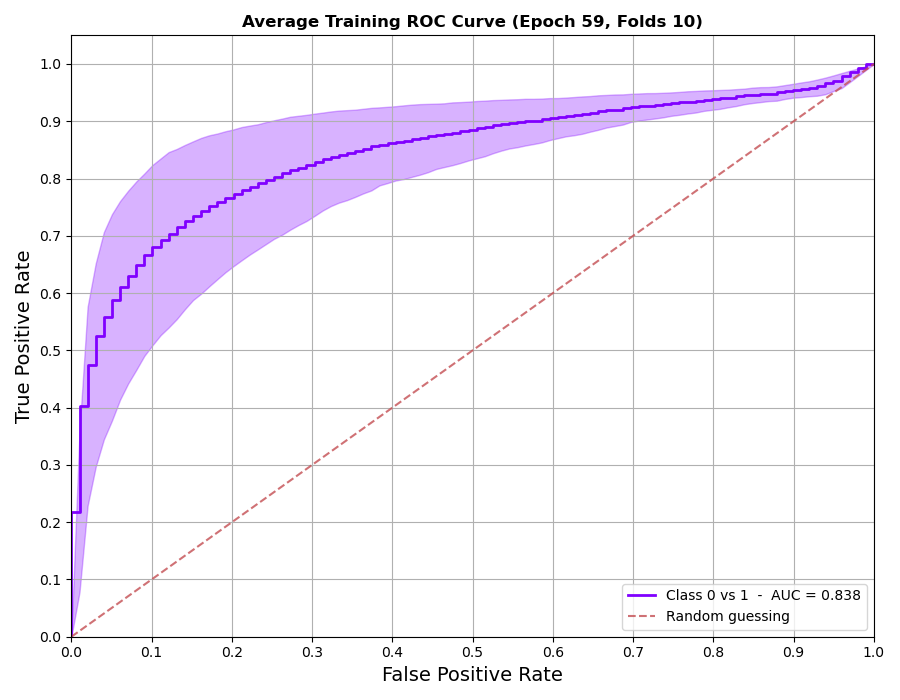 Average Training ROC Curve (Epoch 59, Folds 10)
True Positive Rate
1.0
0.9
0.8
0.7
0.6
0.5
0.4
0.3
0.2
0.1
0.0
Class 0 vs 1 - AUC = 0.838
Random guessing
0.0 0.1 0.2 0.3 0.4 0.5 0.6 0.7 0.8 0.9 1.0
False Positive Rate